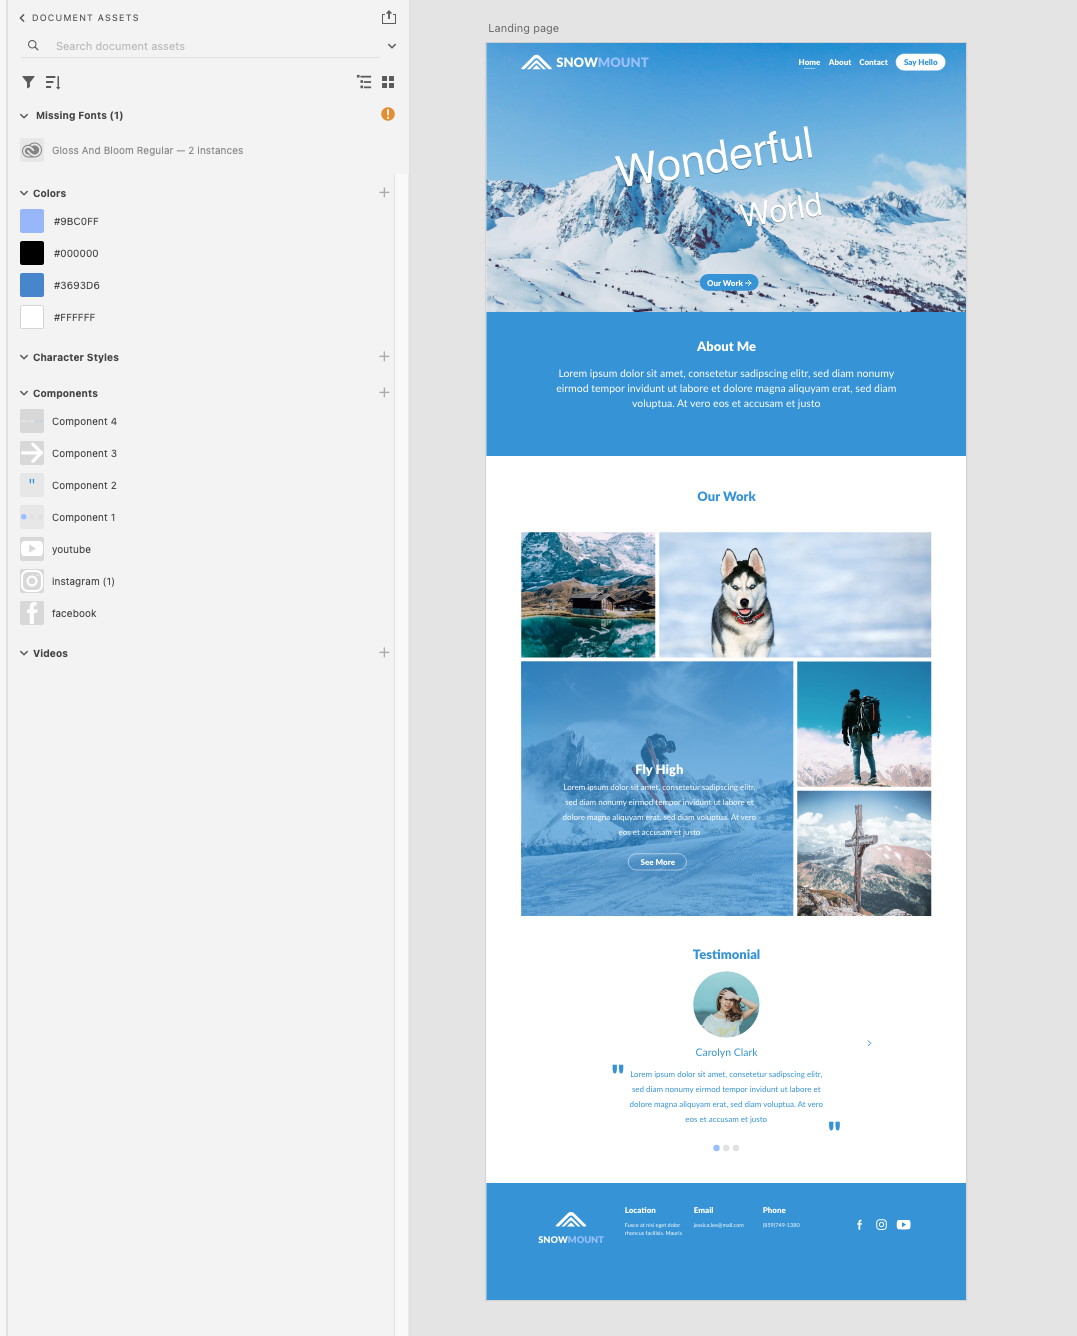 DOCUMENT ASSETS
Search document assets
Missing Fonts (1)
Gloss And Bloom Regular — 2 instances
Colors
#9BC0FF
#000000
#3693D6
#FFFFFF
Character Styles
Components
Component 4
Component 3
Component 2
Component 1
youtube
instagram (1)
facebook
Videos
Landing page
SNOWMOUNT
Home About Contact Say Hello
Wonderful
World
Our Work
About Me
Lorem ipsum dolor sit amet, consetetur sadipscing elitr, sed diam nonumy
eirmod tempor invidunt ut labore et dolore magna aliquyam erat, sed diam
voluptua. At vero eos et accusam et justo
Our Work
Fly High
Lorem ipsum dolor sit amet, consetetur sadipscing elitr,
sed diam nonumy eirmod tempor invidunt ut labore et
dolore magna aliquyam erat, sed diam voluptua. At vero
eos et accusam et justo
See More
Testimonial
Carolyn Clark
"
Lorem ipsum dolor sit amet, consetetur sadipscing elitr,
sed diam nonumy eirmod tempor invidunt ut labore et
dolore magna aliquyam erat, sed diam voluptua. At vero
eos et accusam et justo
"
Location
Fusce at nisi eget dolor
rhoncus facilisis. Mauris
Email
jessica.lee@mail.com
Phone
(859)749-1380
SNOWMOUNT